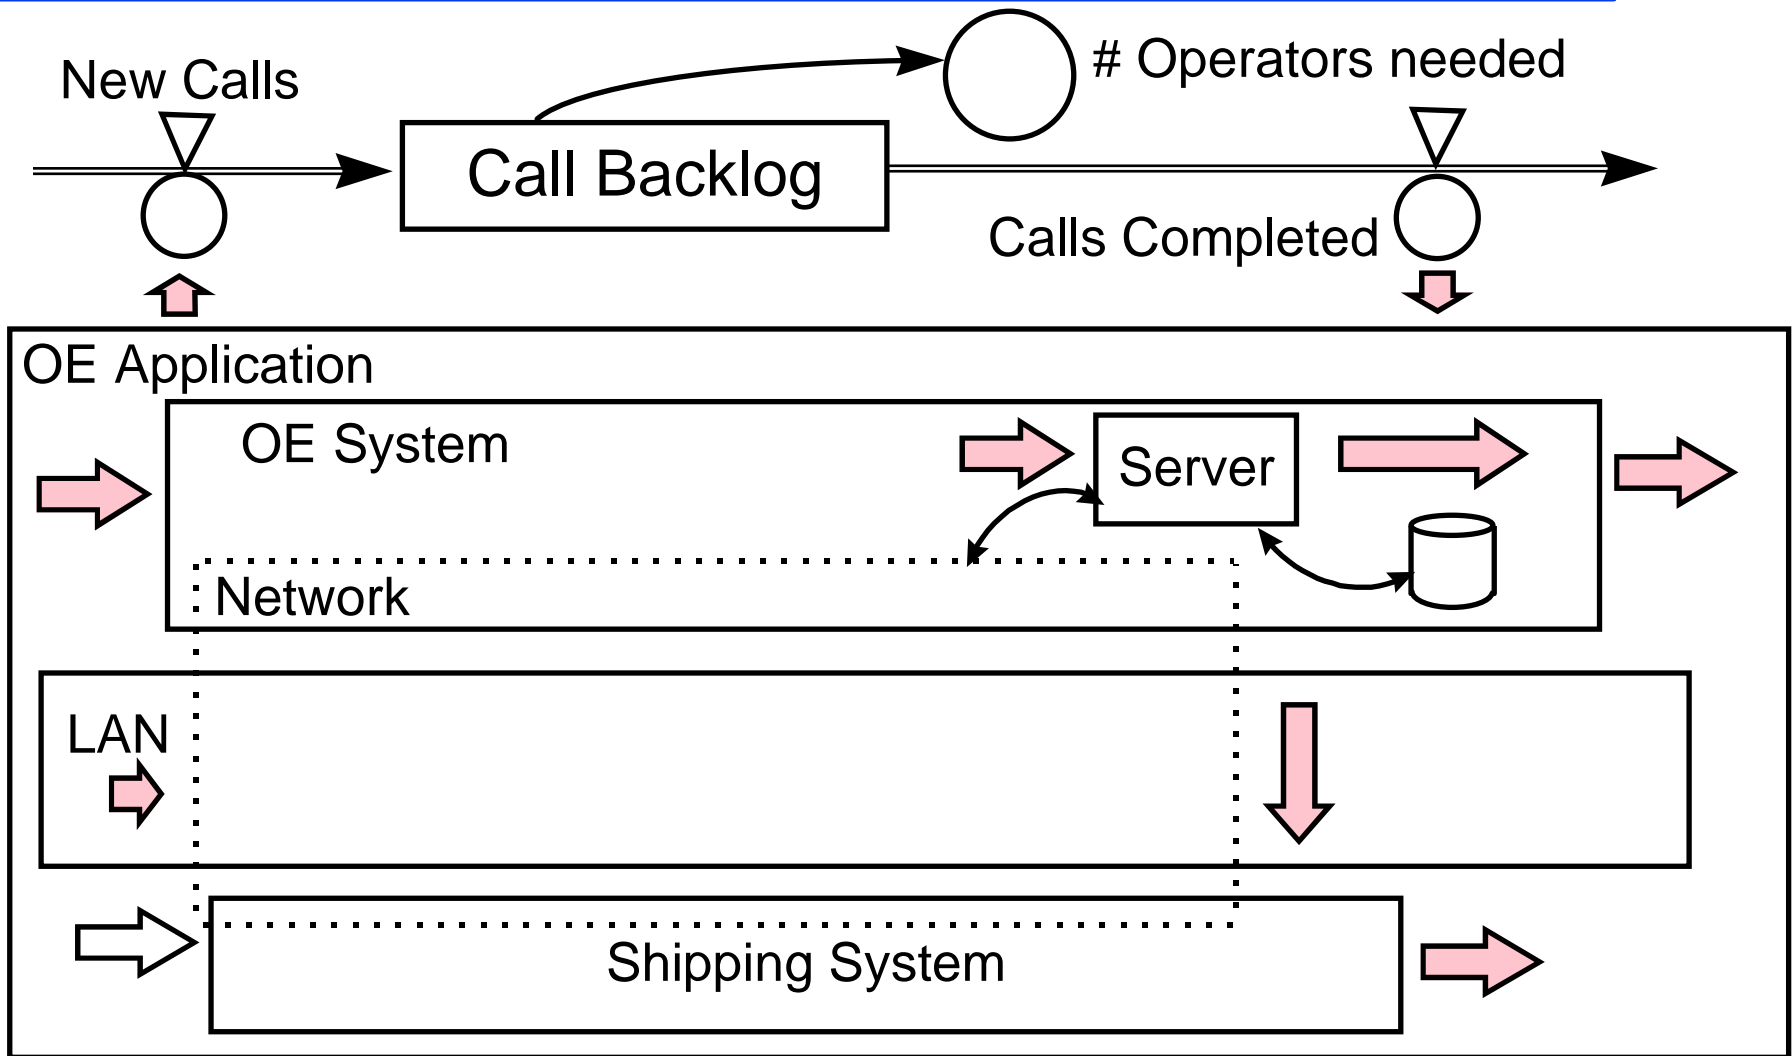 New Calls
# Operators needed
Call Backlog
Calls Completed
OE Application
OE System
Server
Network
LAN
Shipping System